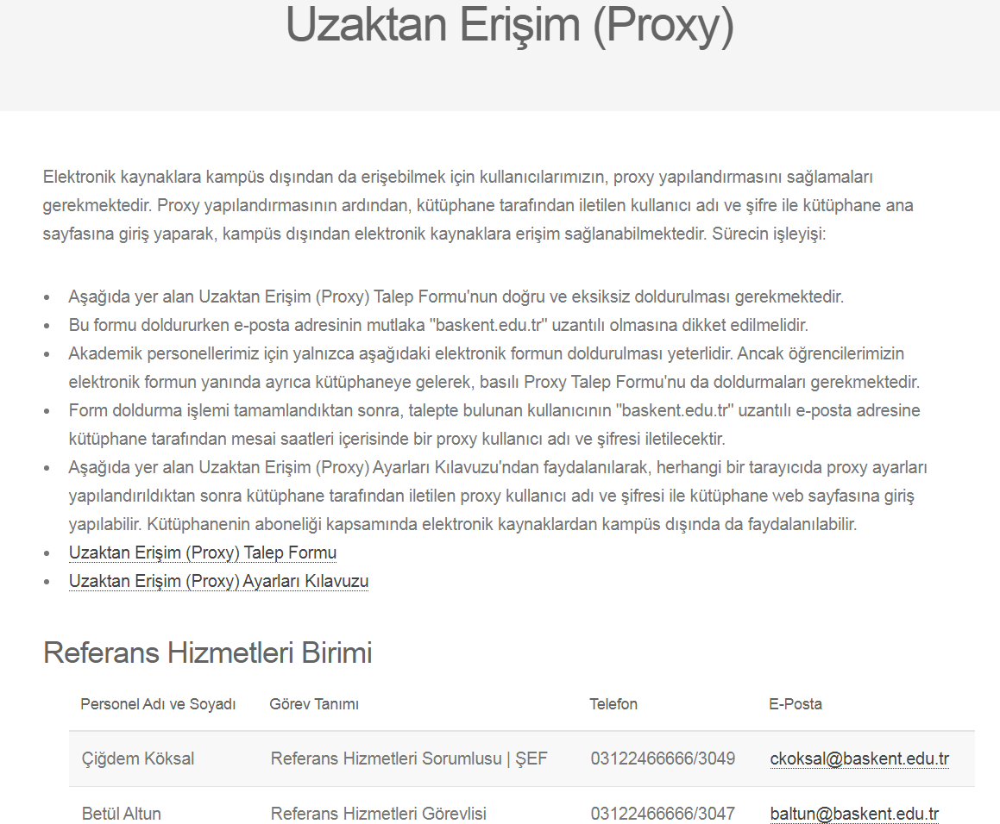 Uzaktan Erişim (Proxy)
Elektronik kaynaklara kampüs dışından da erişebilmek için kullanıcılarımızın, proxy yapılandırmasını sağlamaları
gerekmektedir. Proxy yapılandırmasının ardından, kütüphane tarafından iletilen kullanıcı adı ve şifre ile kütüphane ana
sayfasına giriş yaparak, kampüs dışından elektronik kaynaklara erişim sağlanabilmektedir. Sürecin işleyişi:
• Aşağıda yer alan Uzaktan Erişim (Proxy) Talep Formu'nun doğru ve eksiksiz doldurulması gerekmektedir.
• Bu formu doldururken e-posta adresinin mutlaka "baskent.edu.tr" uzantılı olmasına dikket edilmelidir.
• Akademik personellerimiz için yalnızca aşağıdaki elektronik formun doldurulması yeterlidir. Ancak öğrencilerimizin
elektronik formun yanında ayrıca kütüphaneye gelerek, basılı Proxy Talep Formu'nu da doldurmaları gerekmektedir.
• Form doldurma işlemi tamamlandıktan sonra, talepte bulunan kullanıcının "baskent.edu.tr" uzantılı e-posta adresine
kütüphane tarafından mesai saatleri içerisinde bir proxy kullanıcı adı ve şifresi iletilecektir.
• Aşağıda yer alan Uzaktan Erişim (Proxy) Ayarları Kılavuzu'ndan faydalanılarak, herhangi bir tarayıcıda proxy ayarları
yapılandırıldıktan sonra kütüphane tarafından iletilen proxy kullanıcı adı ve şifresi ile kütüphane web sayfasına giriş
yapılabilir. Kütüphanenin aboneliği kapsamında elektronik kaynaklardan kampüs dışında da faydalanılabilir.
• Uzaktan Erişim (Proxy) Talep Formu
• Uzaktan Erişim (Proxy) Ayarları Kılavuzu
Referans Hizmetleri Birimi
Personel Adı ve Soyadı Görev Tanımı Telefon E-Posta
Çiğdem Köksal Referans Hizmetleri Sorumlusu | ŞEF 03122466666/3049 ckoksal@baskent.edu.tr
Betül Altun Referans Hizmetleri Görevlisi 03122466666/3047 baltun@baskent.edu.tr